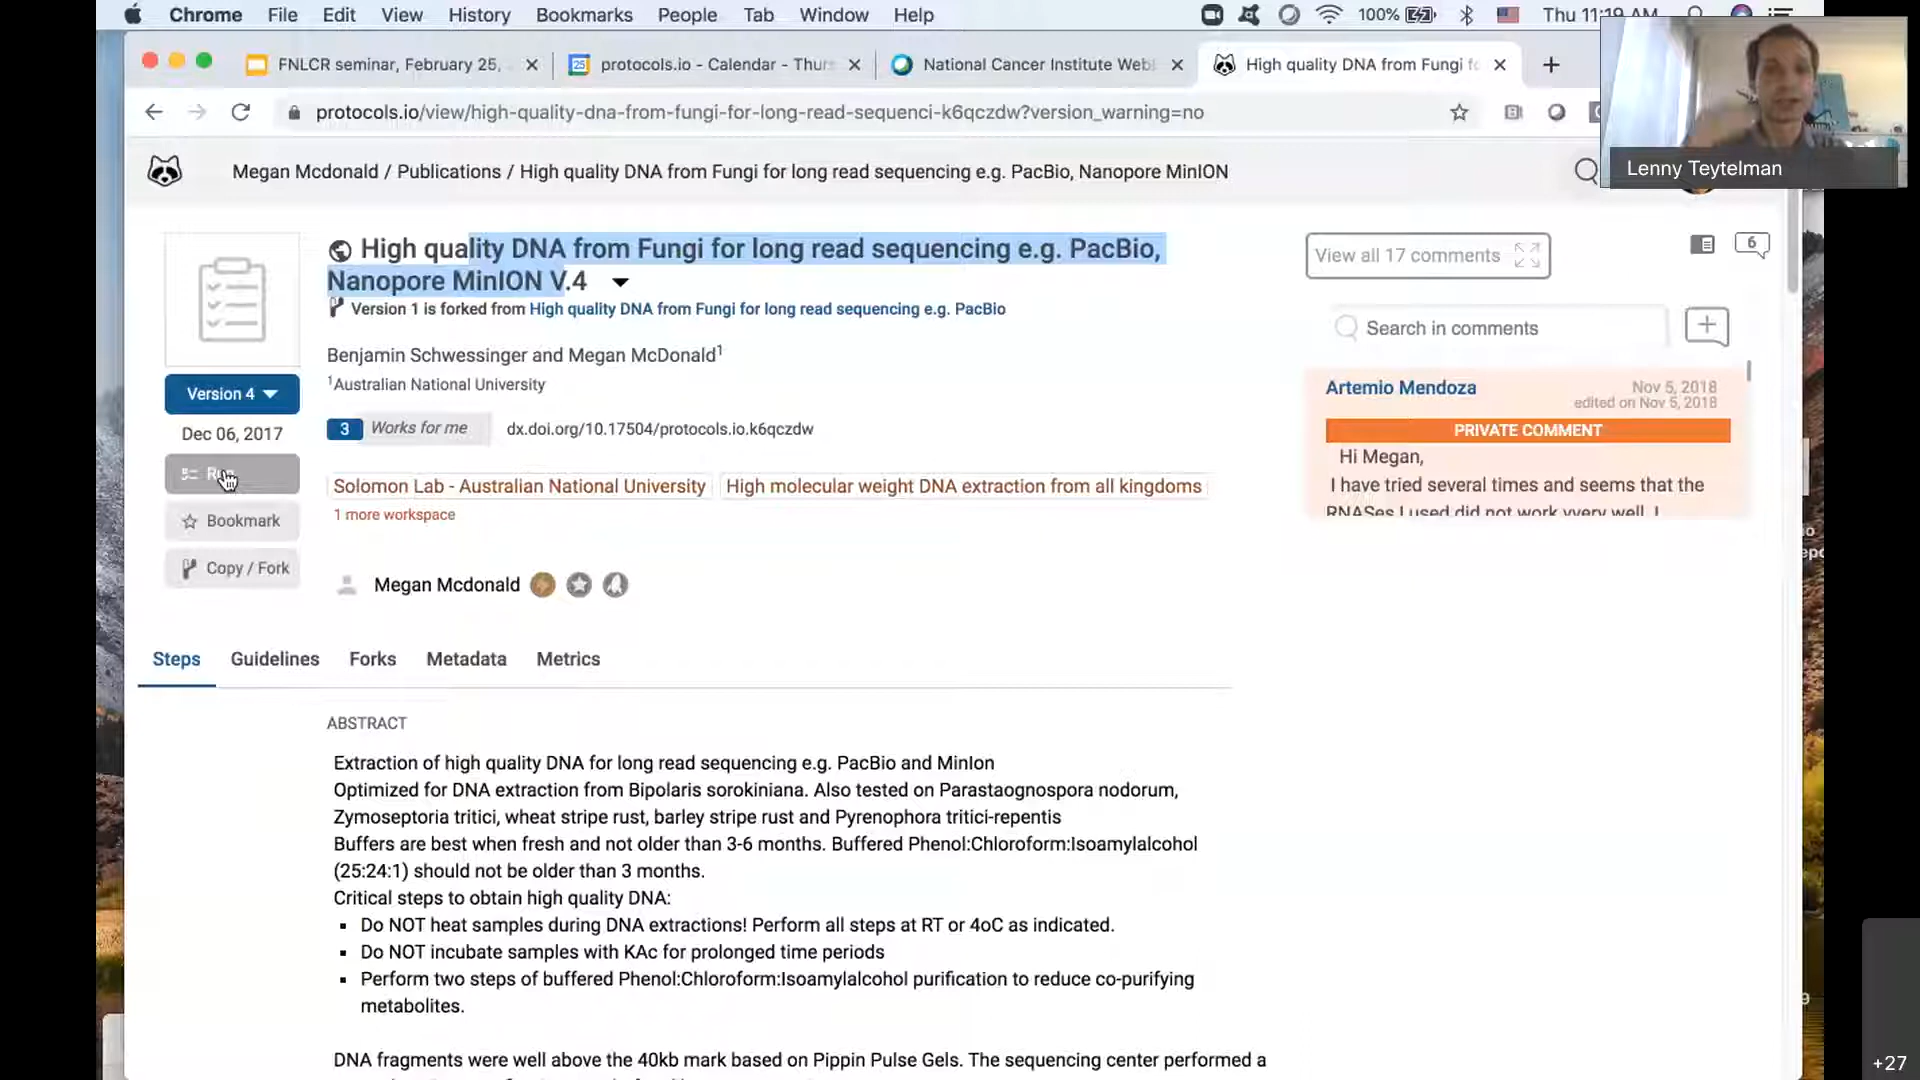 Chrome File Edit View History Bookmarks People Tab Window Help 100% Thu 11:19 AM
FNLCR seminar, February 25, protocols.io - Calendar - Thurs National Cancer Institute Web High quality DNA from Fungi fo
protocols.io/view/high-quality-dna-from-fungi-for-long-read-sequenci-k6qczdw?version_warning=no
Lenny Teytelman
Megan Mcdonald / Publications / High quality DNA from Fungi for long read sequencing e.g. PacBio, Nanopore MinION
High quality DNA from Fungi for long read sequencing e.g. PacBio,
Nanopore MinION V.4
Version 1 is forked from High quality DNA from Fungi for long read sequencing e.g. PacBio
Benjamin Schwessinger and Megan McDonald1
1Australian National University
Version 4
Dec 06, 2017
3 Works for me dx.doi.org/10.17504/protocols.io.k6qczdw
Run
Solomon Lab - Australian National University High molecular weight DNA extraction from all kingdoms
1 more workspace
Bookmark
Copy / Fork
Megan Mcdonald
View all 17 comments
6
Search in comments
Artemio Mendoza Nov 5, 2018
edited on Nov 5, 2018
PRIVATE COMMENT
Hi Megan,
I have tried several times and seems that the
RNASes I used did not work vvery well. I
Steps Guidelines Forks Metadata Metrics
ABSTRACT
Extraction of high quality DNA for long read sequencing e.g. PacBio and MinIon
Optimized for DNA extraction from Bipolaris sorokiniana. Also tested on Parastaognospora nodorum,
Zymoseptoria tritici, wheat stripe rust, barley stripe rust and Pyrenophora tritici-repentis
Buffers are best when fresh and not older than 3-6 months. Buffered Phenol:Chloroform:Isoamylalcohol
(25:24:1) should not be older than 3 months.
Critical steps to obtain high quality DNA:
▪ Do NOT heat samples during DNA extractions! Perform all steps at RT or 4oC as indicated.
▪ Do NOT incubate samples with KAc for prolonged time periods
▪ Perform two steps of buffered Phenol:Chloroform:Isoamylalcohol purification to reduce co-purifying
metabolites.
DNA fragments were well above the 40kb mark based on Pippin Pulse Gels. The sequencing center performed a
+27